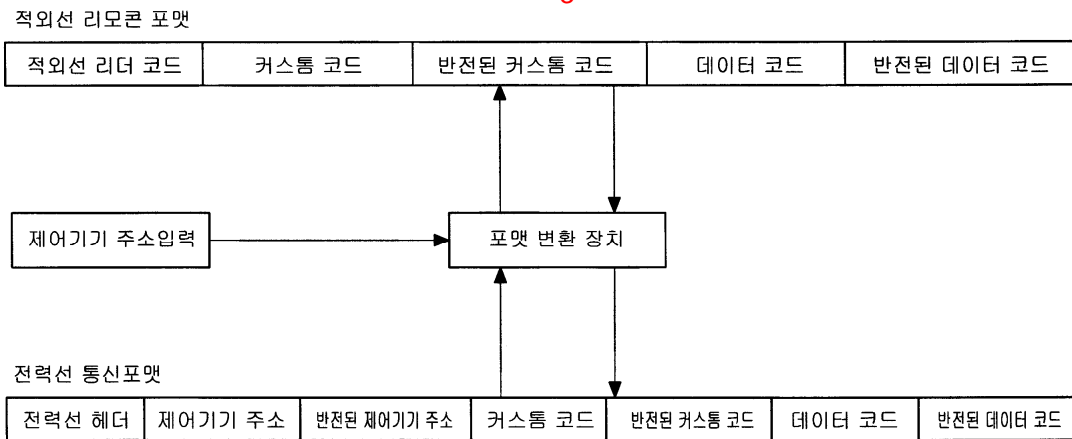 적외선 리모콘 포맷
적외선 리더 코드 커스톰 코드 반전된 커스톰 코드 데이터 코드 반전된 데이터 코드
제어기기 주소입력 포맷 변환 장치
전력선 통신포맷
전력선 헤더 제어기기 주소 반전된 제어기기 주소 커스톰 코드 반전된 커스톰 코드 데이터 코드 반전된 데이터 코드